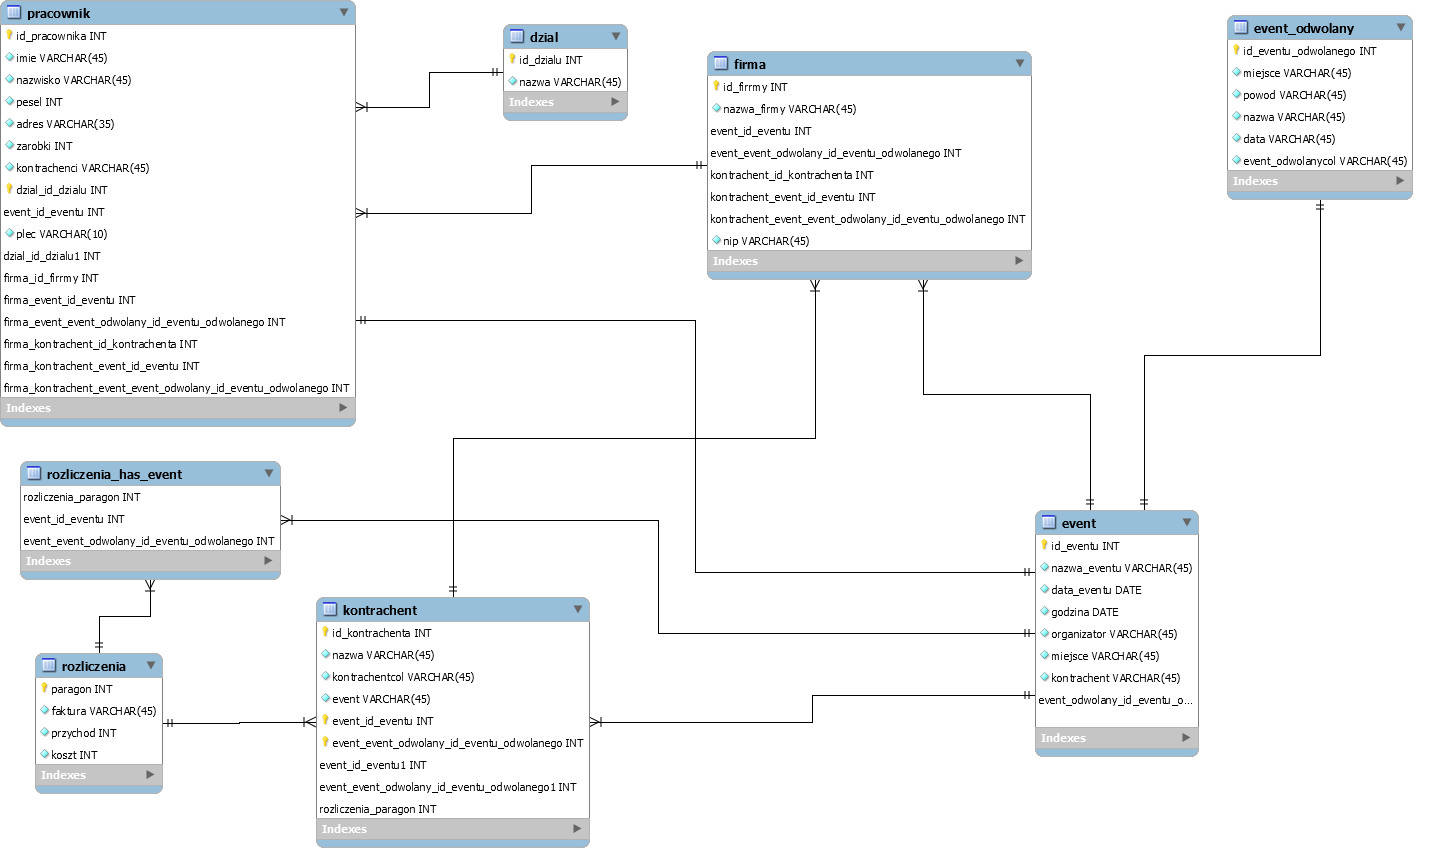 pracownik
id_pracownika INT
imie VARCHAR(45)
nazwisko VARCHAR(45)
pesel INT
adres VARCHAR(35)
zarobki INT
kontrachenci VARCHAR(45)
dzial_id_dzialu INT
event_id_eventu INT
plec VARCHAR(10)
dzial_id_dzialu1 INT
firma_id_firrmy INT
firma_event_id_eventu INT
firma_event_event_odwolany_id_eventu_odwolanego INT
firma_kontrachent_id_kontrachenta INT
firma_kontrachent_event_id_eventu INT
firma_kontrachent_event_event_odwolany_id_eventu_odwolanego INT
Indexes
dzial
id_dzialu INT
nazwa VARCHAR(45)
Indexes
firma
id_firrmy INT
nazwa_firmy VARCHAR(45)
event_id_eventu INT
event_event_odwolany_id_eventu_odwolanego INT
kontrachent_id_kontrachenta INT
kontrachent_event_id_eventu INT
kontrachent_event_event_odwolany_id_eventu_odwolanego INT
nip VARCHAR(45)
Indexes
event_odwolany
id_eventu_odwolanego INT
miejsce VARCHAR(45)
powod VARCHAR(45)
nazwa VARCHAR(45)
data VARCHAR(45)
event_odwolanycol VARCHAR(45)
Indexes
rozliczenia_has_event
rozliczenia_paragon INT
event_id_eventu INT
event_event_odwolany_id_eventu_odwolanego INT
Indexes
rozliczenia
paragon INT
faktura VARCHAR(45)
przychod INT
koszt INT
Indexes
kontrachent
id_kontrachenta INT
nazwa VARCHAR(45)
kontrachentcol VARCHAR(45)
event VARCHAR(45)
event_id_eventu INT
event_event_odwolany_id_eventu_odwolanego INT
event_id_eventu1 INT
event_event_odwolany_id_eventu_odwolanego1 INT
rozliczenia_paragon INT
Indexes
event
id_eventu INT
nazwa_eventu VARCHAR(45)
data_eventu DATE
godzina DATE
organizator VARCHAR(45)
miejsce VARCHAR(45)
kontrachent VARCHAR(45)
event_odwolany_id_eventu_o...
Indexes